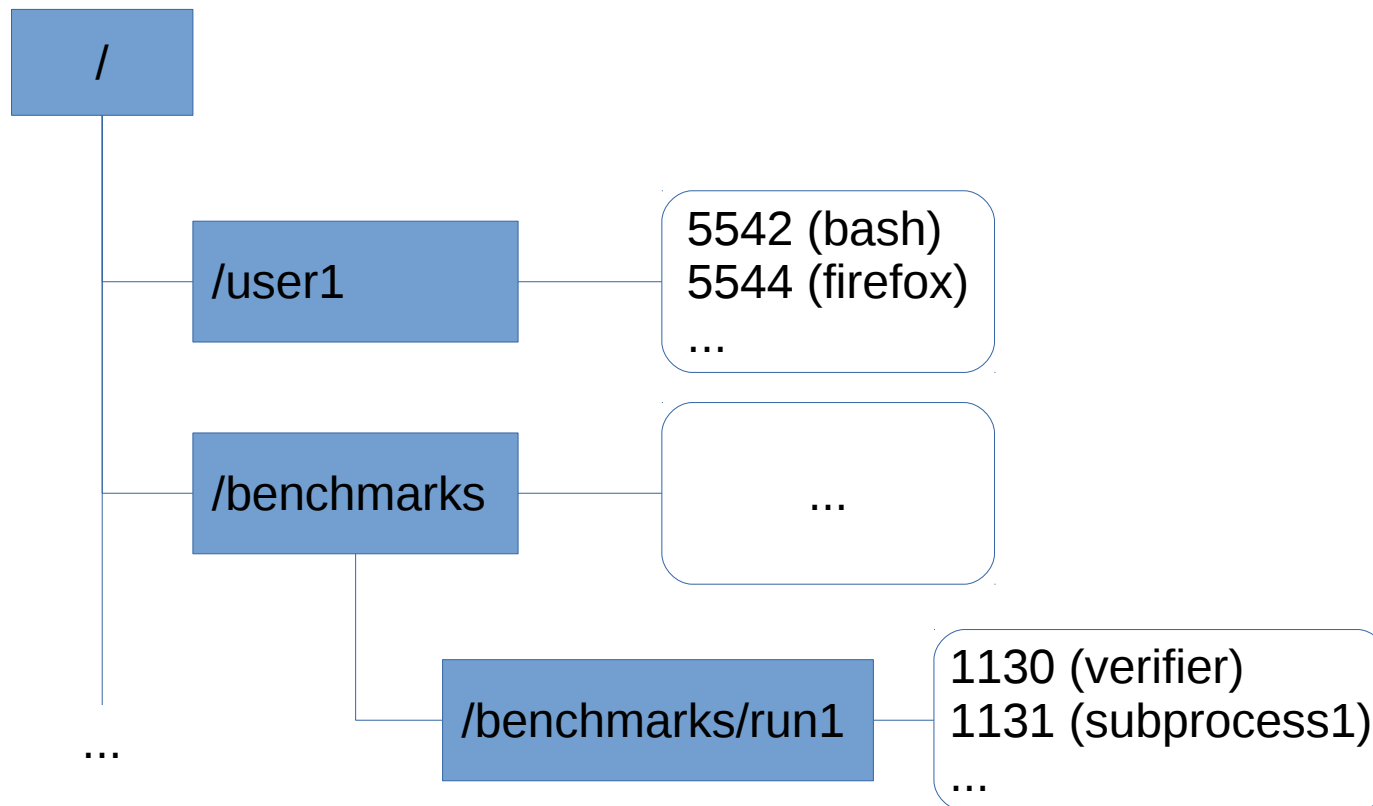 /
/user1
5542 (bash)
5544 (firefox)
...
/benchmarks
...
/benchmarks/run1
1130 (verifier)
1131 (subprocess1)
...
...